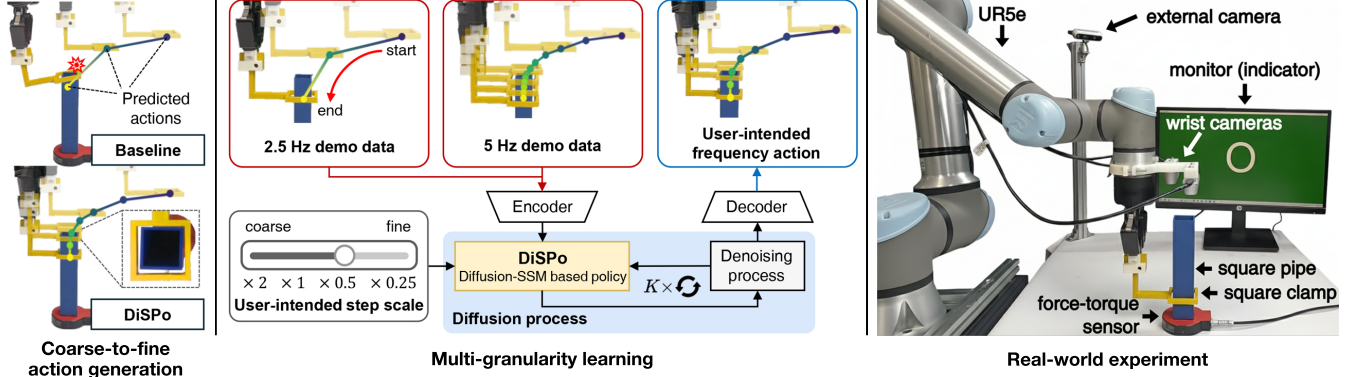 Predicted
actions
Baseline
DiSPo
Coarse-to-fine
action generation
start
end
2.5 Hz demo data
5 Hz demo data
User-intended
frequency action
Encoder
Decoder
coarse
fine
× 2 × 1 × 0.5 × 0.25
User-intended step scale
DiSPo
Diffusion-SSM based policy
Denoising
process
K×
Diffusion process
Multi-granularity learning
UR5e
external camera
monitor (indicator)
wrist cameras
square pipe
square clamp
force-torque
sensor
Real-world experiment